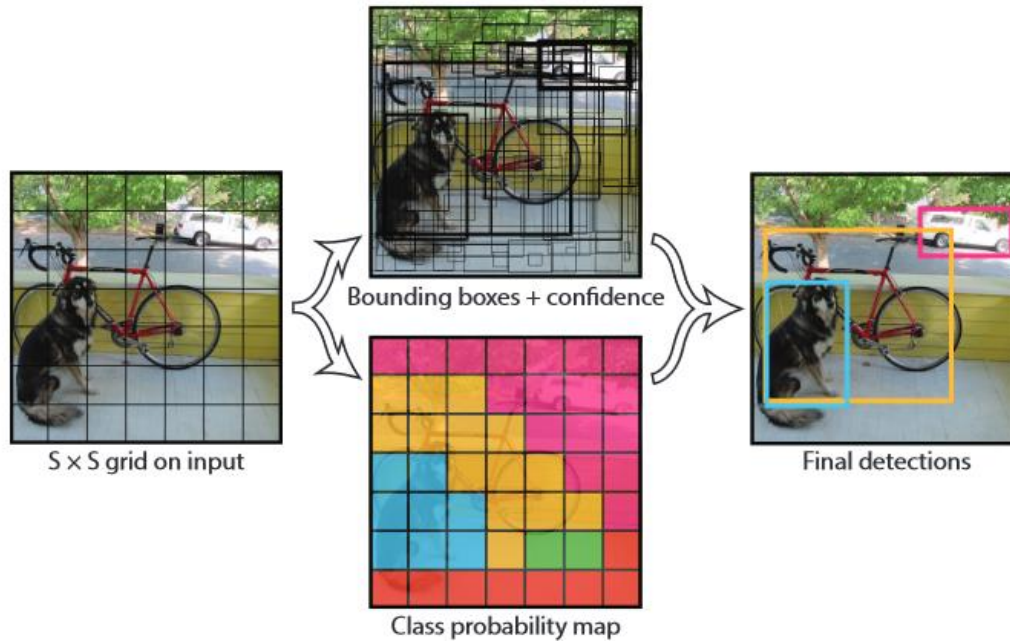 S × S grid on input
Bounding boxes + confidence
Class probability map
Final detections